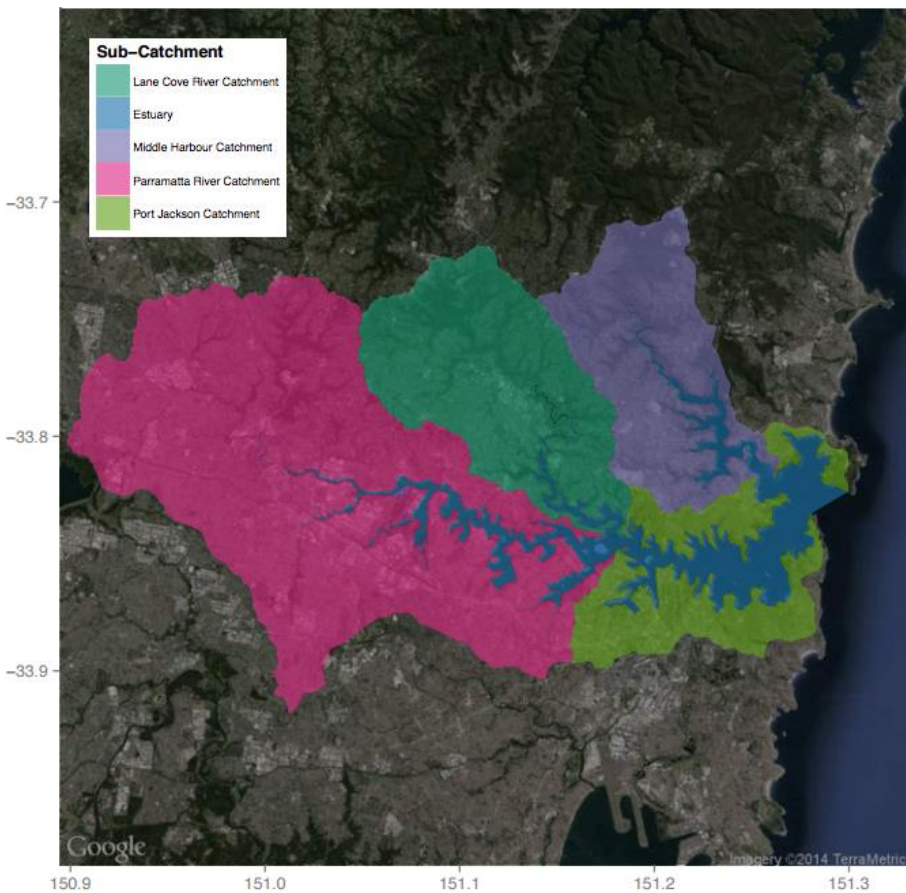 Sub-Catchment
Lane Cove River Catchment
Estuary
Middle Harbour Catchment
Parramatta River Catchment
Port Jackson Catchment
-33.7
-33.8
-33.9
Google
Imagery ©2014 TerraMetric
150.9 151.0 151.1 151.2 151.3